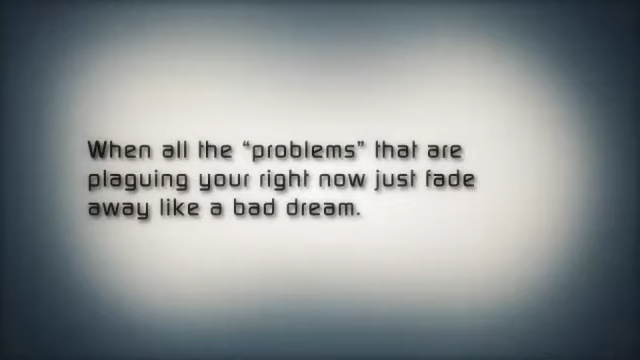 When all the “problems” that are
plaguing your right now just fade
away like a bad dream.